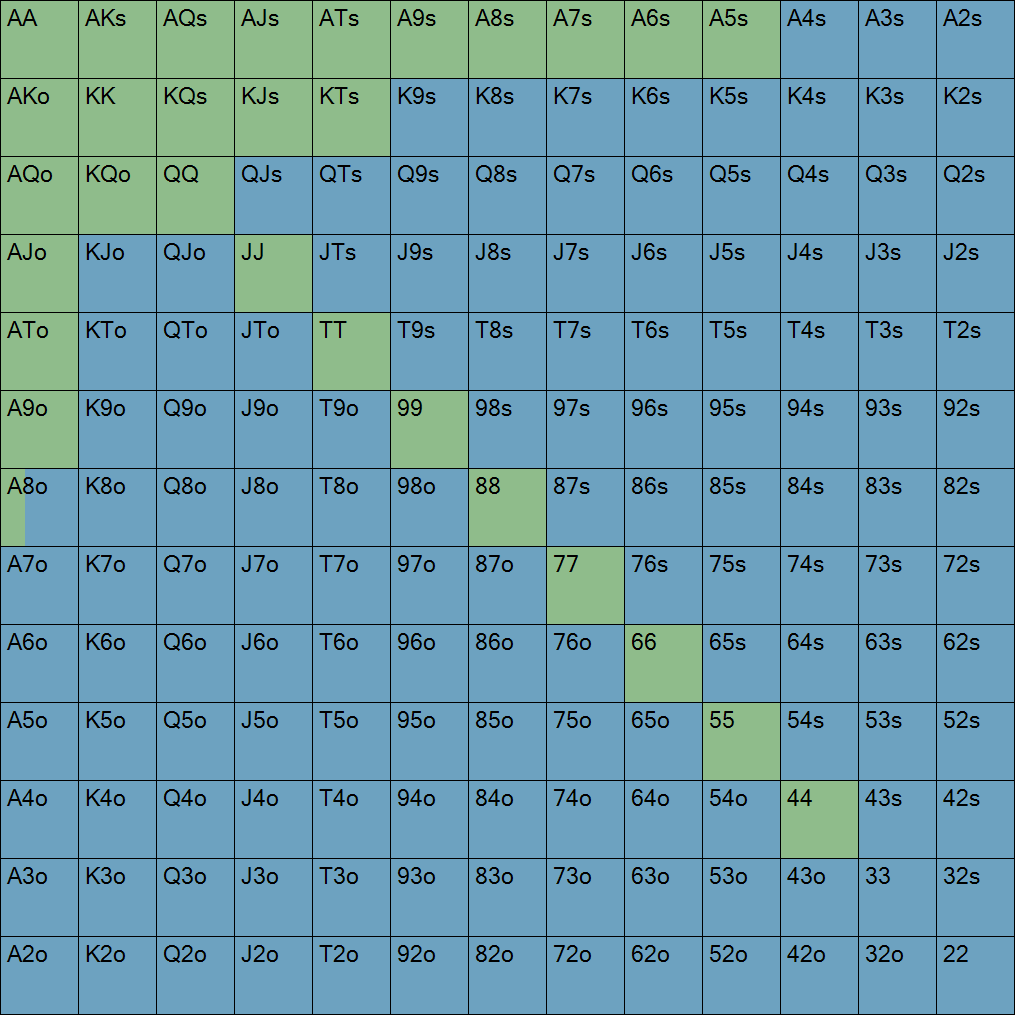 AA AKs AQs AJs ATs A9s A8s A7s A6s A5s A4s A3s A2s
AKo KK KQs KJs KTs K9s K8s K7s K6s K5s K4s K3s K2s
AQo KQo QQ QJs QTs Q9s Q8s Q7s Q6s Q5s Q4s Q3s Q2s
AJo KJo QJo JJ JTs J9s J8s J7s J6s J5s J4s J3s J2s
ATo KTo QTo JTo TT T9s T8s T7s T6s T5s T4s T3s T2s
A9o K9o Q9o J9o T9o 99 98s 97s 96s 95s 94s 93s 92s
A8o K8o Q8o J8o T8o 98o 88 87s 86s 85s 84s 83s 82s
A7o K7o Q7o J7o T7o 97o 87o 77 76s 75s 74s 73s 72s
A6o K6o Q6o J6o T6o 96o 86o 76o 66 65s 64s 63s 62s
A5o K5o Q5o J5o T5o 95o 85o 75o 65o 55 54s 53s 52s
A4o K4o Q4o J4o T4o 94o 84o 74o 64o 54o 44 43s 42s
A3o K3o Q3o J3o T3o 93o 83o 73o 63o 53o 43o 33 32s
A2o K2o Q2o J2o T2o 92o 82o 72o 62o 52o 42o 32o 22